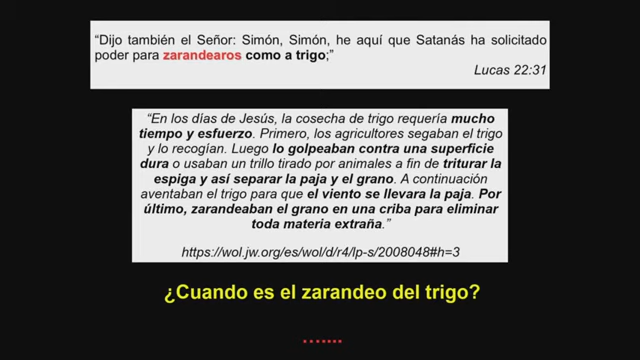 “Dijo también el Señor: Simón, Simón, he aquí que Satanás ha solicitado
poder para zarandearos como a trigo;”
Lucas 22:31
“En los días de Jesús, la cosecha de trigo requería mucho
tiempo y esfuerzo. Primero, los agricultores segaban el trigo
y lo recogían. Luego lo golpeaban contra una superficie
dura o usaban un trillo tirado por animales a fin de triturar la
espiga y así separar la paja y el grano. A continuación
aventaban el trigo para que el viento se llevara la paja. Por
último, zarandeaban el grano en una criba para eliminar
toda materia extraña.”
https://wol.jw.org/es/wol/d/r4/lp-s/2008048#h=3
¿Cuando es el zarandeo del trigo?
.......